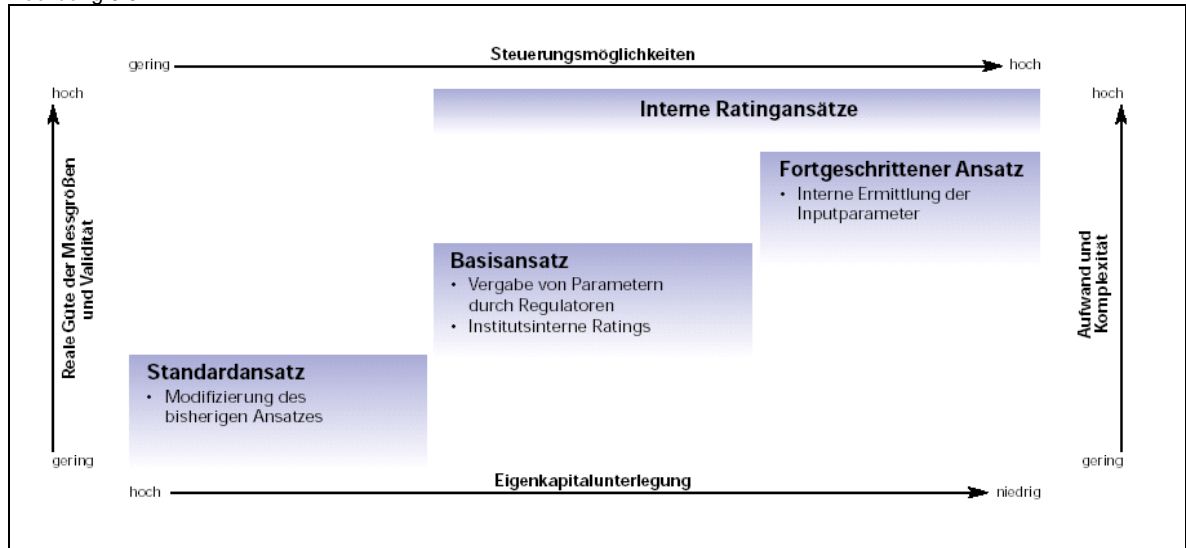 Steuerungsmöglichkeiten
gering
hoch
hoch
hoch
Interne Ratingansätze
Fortgeschrittener Ansatz
• Interne Ermittlung der
Inputparameter
Reale Güte der Messgrößen
und Validität
Basisansatz
• Vergabe von Parametern
durch Regulatoren
• Institutsinterne Ratings
Aufwand und
Komplexität
Standardansatz
• Modifizierung des
bisherigen Ansatzes
gering
gering
Eigenkapitalunterlegung
hoch
niedrig